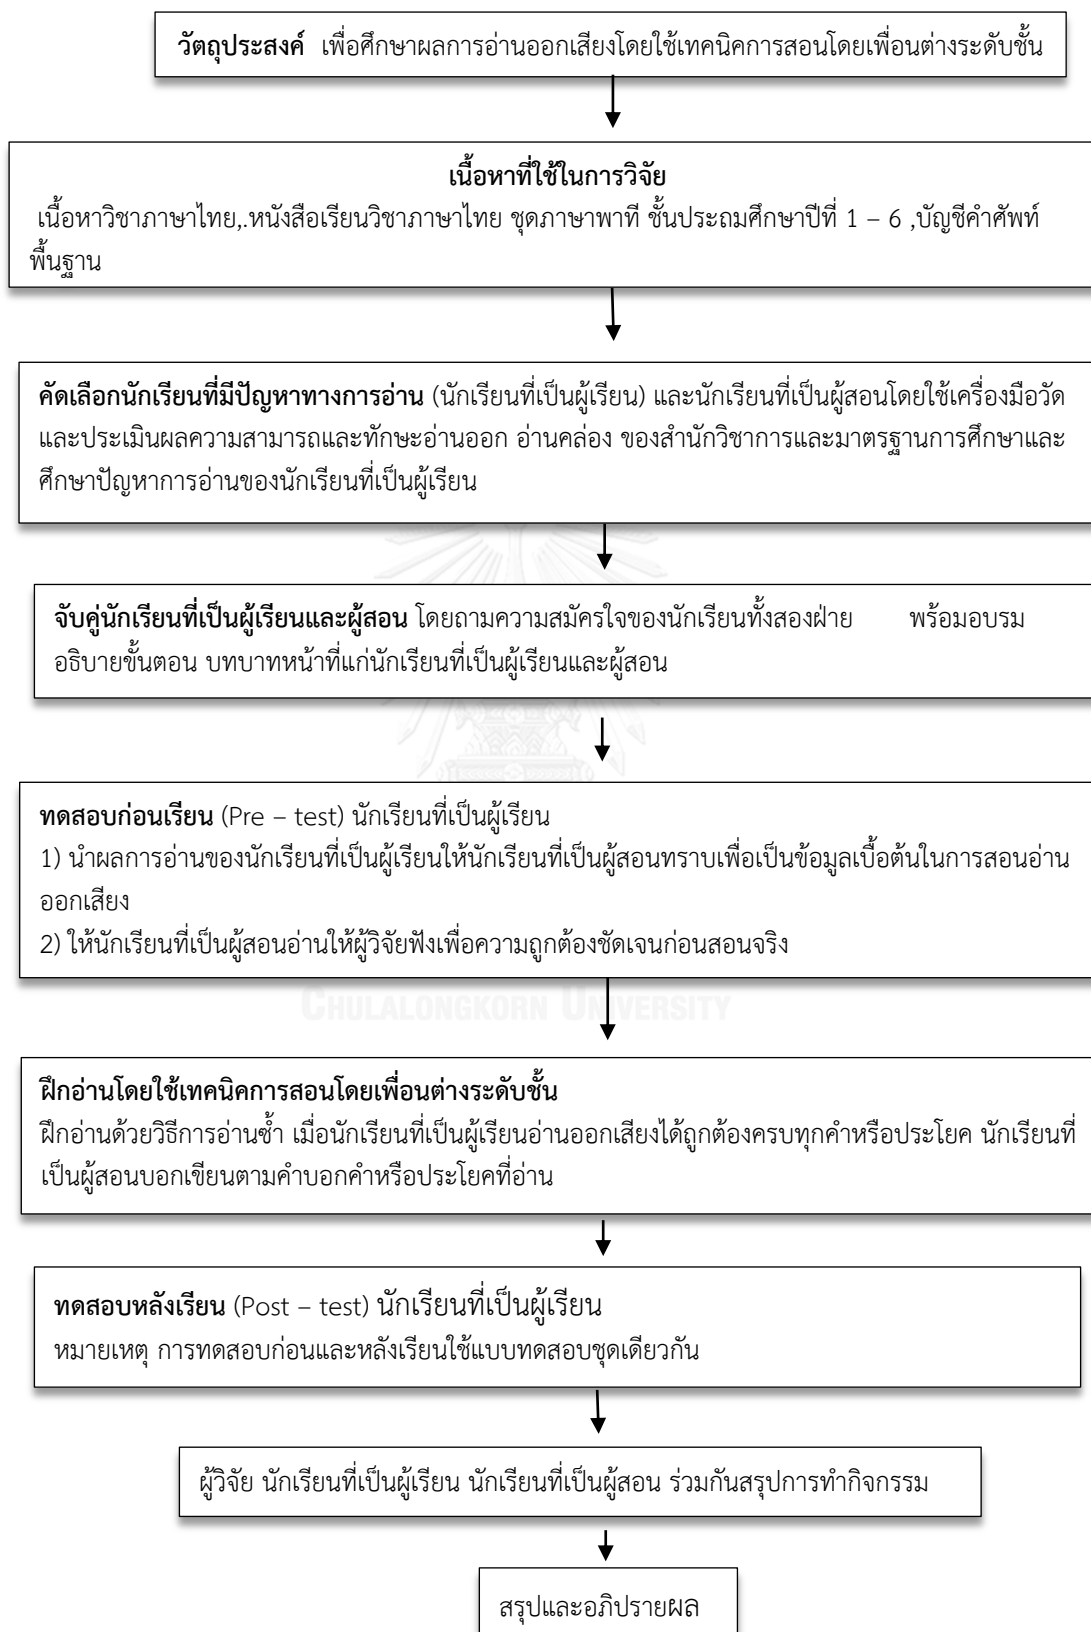 วัตถุประสงค์ เพื่อศึกษาผลการอ่านออกเสียงโดยใช้เทคนิคการสอนโดยเพื่อนต่างระดับชั้น
เนื้อหาที่ใช้ในการวิจัย
เนื้อหาวิชาภาษาไทย,.หนังสือเรียนวิชาภาษาไทย ชุดภาษาพาที ชั้นประถมศึกษาปีที่ 1 – 6 ,บัญชีคำศัพท์
พื้นฐาน
คัดเลือกนักเรียนที่มีปัญหาทางการอ่าน (นักเรียนที่เป็นผู้เรียน) และนักเรียนที่เป็นผู้สอนโดยใช้เครื่องมือวัด
และประเมินผลความสามารถและทักษะอ่านออก อ่านคล่อง ของสำนักวิชาการและมาตรฐานการศึกษาและ
ศึกษาปัญหาการอ่านของนักเรียนที่เป็นผู้เรียน
จับคู่นักเรียนที่เป็นผู้เรียนและผู้สอน โดยถามความสมัครใจของนักเรียนทั้งสองฝ่าย พร้อมอบรม
อธิบายขั้นตอน บทบาทหน้าที่แก่นักเรียนที่เป็นผู้เรียนและผู้สอน
ทดสอบก่อนเรียน (Pre – test) นักเรียนที่เป็นผู้เรียน
1) นำผลการอ่านของนักเรียนที่เป็นผู้เรียนให้นักเรียนที่เป็นผู้สอนทราบเพื่อเป็นข้อมูลเบื้อต้นในการสอนอ่าน
ออกเสียง
2) ให้นักเรียนที่เป็นผู้สอนอ่านให้ผู้วิจัยฟังเพื่อความถูกต้องชัดเจนก่อนสอนจริง
CHULALONGKORN UNIVERSITY
ฝึกอ่านโดยใช้เทคนิคการสอนโดยเพื่อนต่างระดับชั้น
ฝึกอ่านด้วยวิธีการอ่านซ้ำ เมื่อนักเรียนที่เป็นผู้เรียนอ่านออกเสียงได้ถูกต้องครบทุกคำหรือประโยค นักเรียนที่
เป็นผู้สอนบอกเขียนตามคำบอกคำหรือประโยคที่อ่าน
ทดสอบหลังเรียน (Post – test) นักเรียนที่เป็นผู้เรียน
หมายเหตุ การทดสอบก่อนและหลังเรียนใช้แบบทดสอบชุดเดียวกัน
ผู้วิจัย นักเรียนที่เป็นผู้เรียน นักเรียนที่เป็นผู้สอน ร่วมกันสรุปการทำกิจกรรม
สรุปและอภิปรายผล